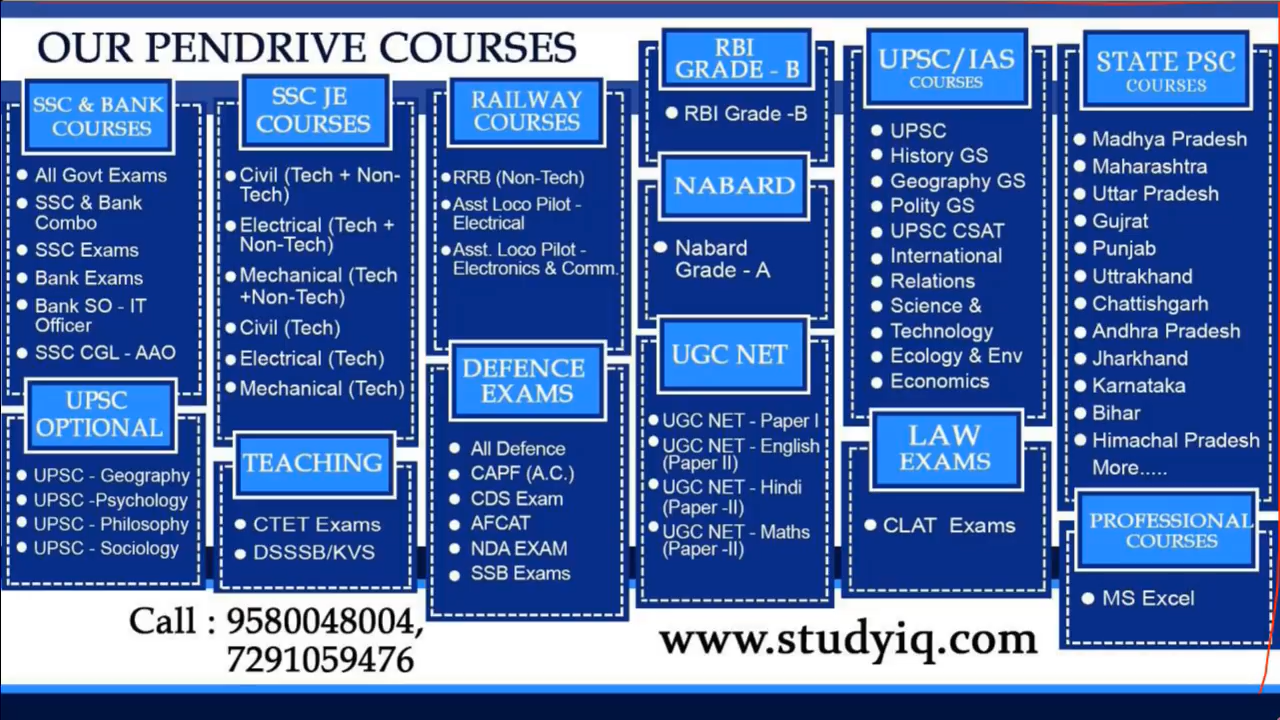 OUR PENDRIVE COURSES
SSC & BANK
COURSES
All Govt Exams
SSC & Bank
Combo
SSC Exams
Bank Exams
Bank SO - IT
Officer
SSC CGL - AAO
UPSC
OPTIONAL
UPSC - Geography
UPSC -Psychology
UPSC - Philosophy
UPSC - Sociology
SSC JE
COURSES
Civil (Tech + Non-
Tech)
Electrical (Tech +
Non-Tech)
Mechanical (Tech
+Non-Tech)
Civil (Tech)
Electrical (Tech)
Mechanical (Tech)
TEACHING
CTET Exams
DSSSB/KVS
RAILWAY
COURSES
RRB (Non-Tech)
Asst Loco Pilot -
Electrical
Asst. Loco Pilot -
Electronics & Comm.
DEFENCE
EXAMS
All Defence
CAPF (A.C.)
CDS Exam
AFCAT
NDA EXAM
SSB Exams
RBI
GRADE - B
RBI Grade -B
NABARD
Nabard
Grade - A
UGC NET
UGC NET - Paper I
UGC NET - English
(Paper II)
UGC NET - Hindi
(Paper -II)
UGC NET - Maths
(Paper -II)
UPSC/IAS
COURSES
UPSC
History GS
Geography GS
Polity GS
UPSC CSAT
International
Relations
Science &
Technology
Ecology & Env
Economics
LAW
EXAMS
CLAT Exams
STATE PSC
COURSES
Madhya Pradesh
Maharashtra
Uttar Pradesh
Gujrat
Punjab
Uttrakhand
Chattishgarh
Andhra Pradesh
Jharkhand
Karnataka
Bihar
Himachal Pradesh
More.....
PROFESSIONAL
COURSES
MS Excel
Call : 9580048004,
7291059476
www.studyiq.com